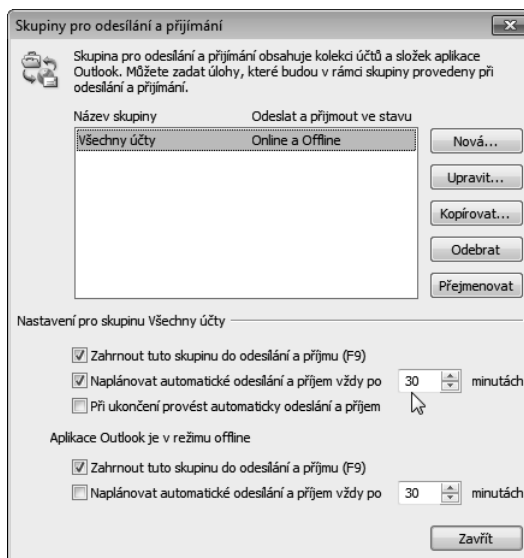 Skupiny pro odesílání a přijímání
Skupina pro odesílání a přijímání obsahuje kolekci účtů a složek aplikace
Outlook. Můžete zadat úlohy, které budou v rámci skupiny provedeny při
odesílání a přijímání.
Název skupiny Odeslat a přijmout ve stavu
Všechny účty Online a Offline
Nová...
Upravit...
Kopírovat...
Odebrat
Přejmenovat
Nastavení pro skupinu Všechny účty
Zahrnout tuto skupinu do odesílání a příjmu (F9)
Naplánovat automatické odesílání a příjem vždy po 30 minutách
Při ukončení provést automaticky odeslání a příjem
Aplikace Outlook je v režimu offline
Zahrnout tuto skupinu do odesílání a příjmu (F9)
Naplánovat automatické odesílání a příjem vždy po 30 minutách
Zavřít